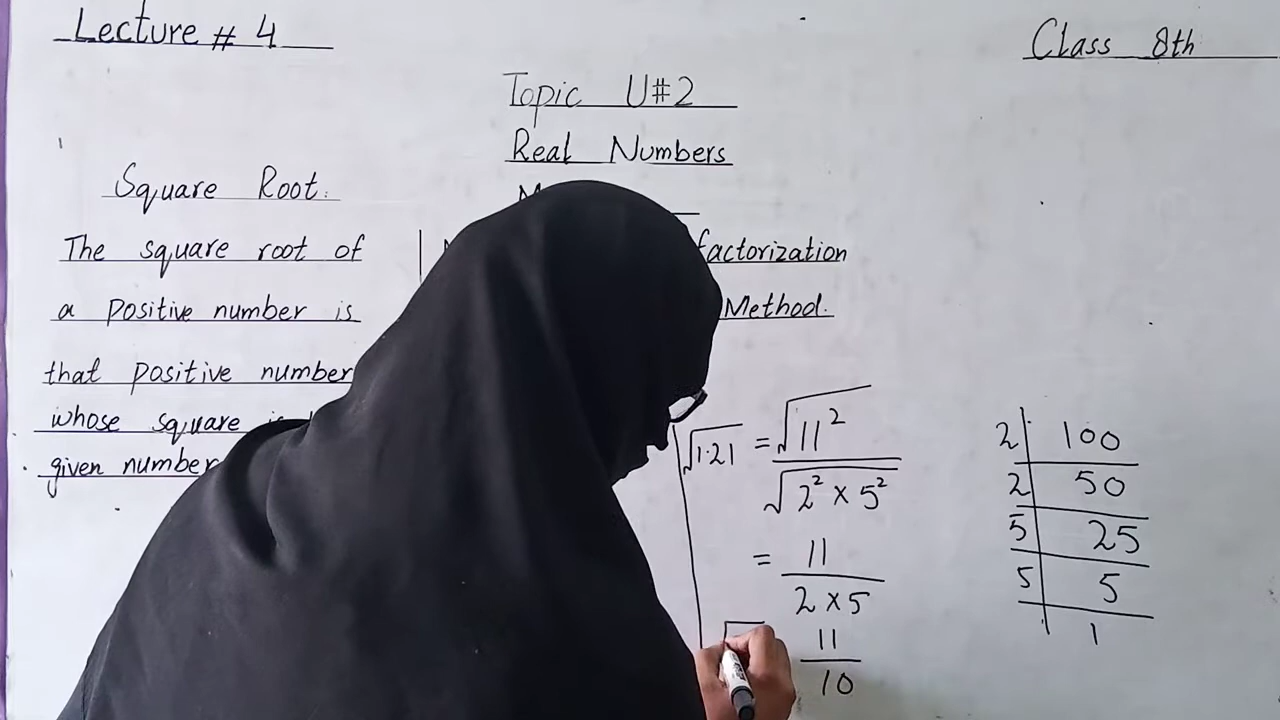 Lecture # 4
Class 8th
Topic U#2
Real Numbers
Square Root:
The square root of
a positive number is
that positive number
whose square
given number
factorization
Method.
√1.21 = √11²
√2² × 5²
= 11
2 × 5
11
10
2 | 100
2 | 50
5 | 25
5 | 5
1